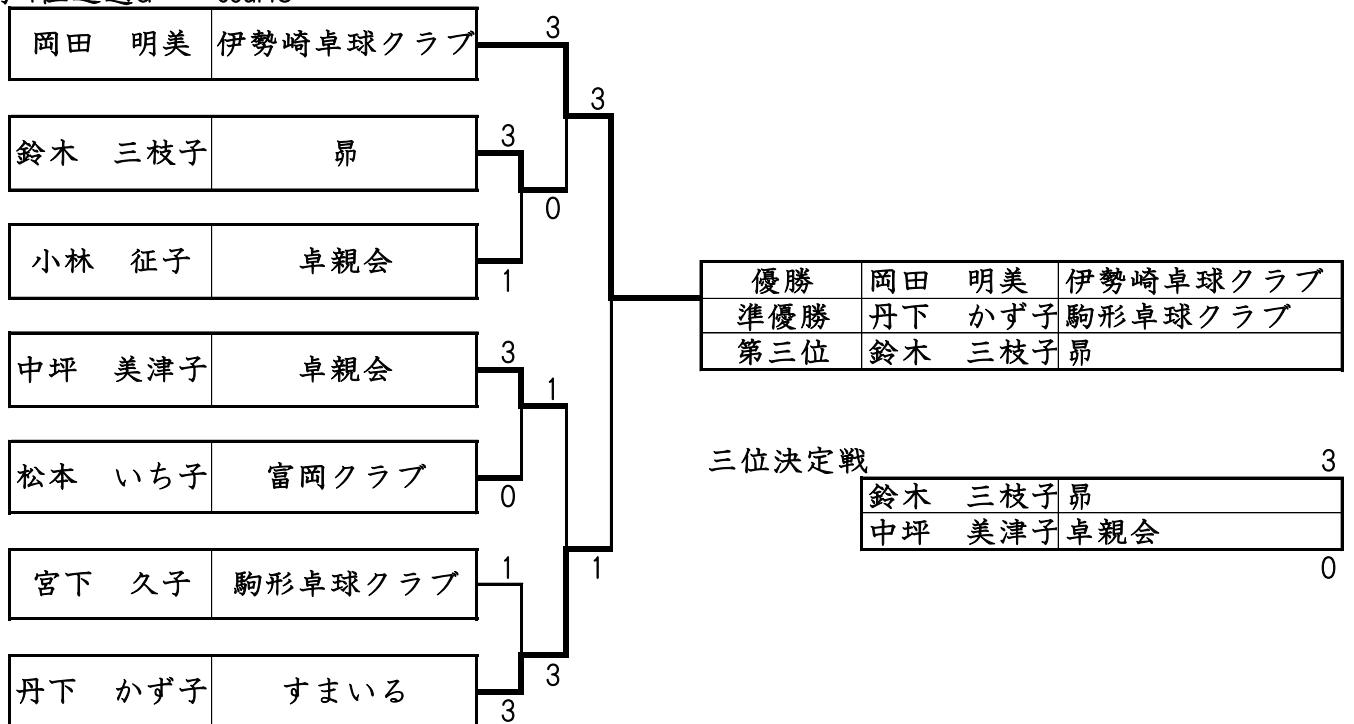 3
岡田 明美 伊勢崎卓球クラブ
3
鈴木 三枝子 昴
3
0
小林 征子 卓親会
1
中坪 美津子 卓親会
3
1
松本 いち子 富岡クラブ
0
宮下 久子 駒形卓球クラブ
1
1
丹下 かず子 すまいる
3
3
優勝 岡田 明美 伊勢崎卓球クラブ
準優勝 丹下 かず子 駒形卓球クラブ
第三位 鈴木 三枝子 昴
三位決定戦 3
鈴木 三枝子 昴
中坪 美津子 卓親会
0